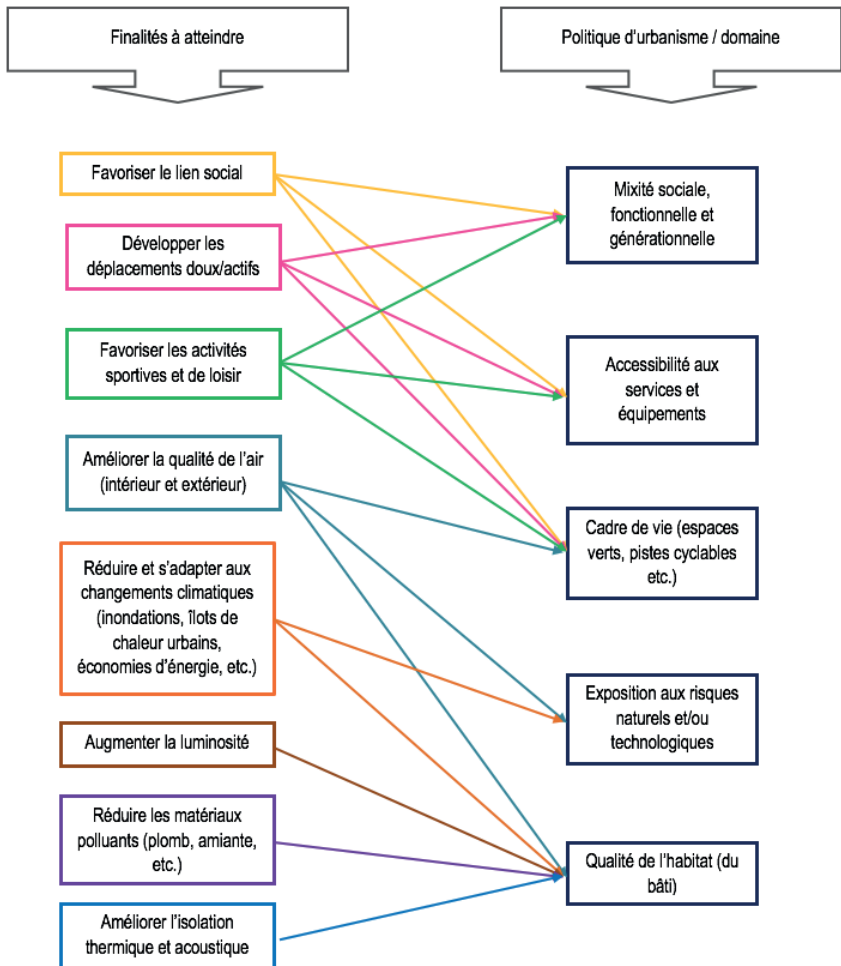 Finalités à atteindre
Politique d'urbanisme / domaine
Favoriser le lien social
Développer les
déplacements doux/actifs
Favoriser les activités
sportives et de loisir
Améliorer la qualité de l'air
(intérieur et extérieur)
Réduire et s'adapter aux
changements climatiques
(inondations, îlots de
chaleur urbains,
économies d'énergie, etc.)
Augmenter la luminosité
Réduire les matériaux
polluants (plomb, amiante,
etc.)
Améliorer l'isolation
thermique et acoustique
Mixité sociale,
fonctionnelle et
générationnelle
Accessibilité aux
services et
équipements
Cadre de vie (espaces
verts, pistes cyclables
etc.)
Exposition aux risques
naturels et/ou
technologiques
Qualité de l'habitat (du
bâti)